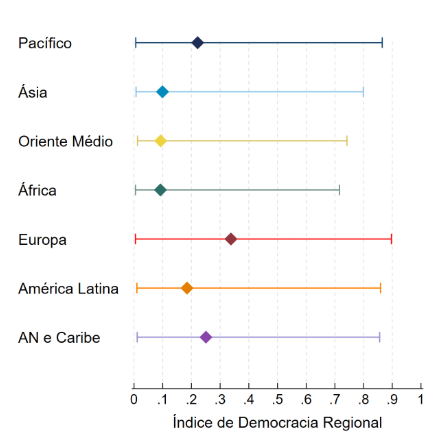 Pacífico
Ásia
Oriente Médio
África
Europa
América Latina
AN e Caribe
0 .1 .2 .3 .4 .5 .6 .7 .8 .9 1
Índice de Democracia Regional